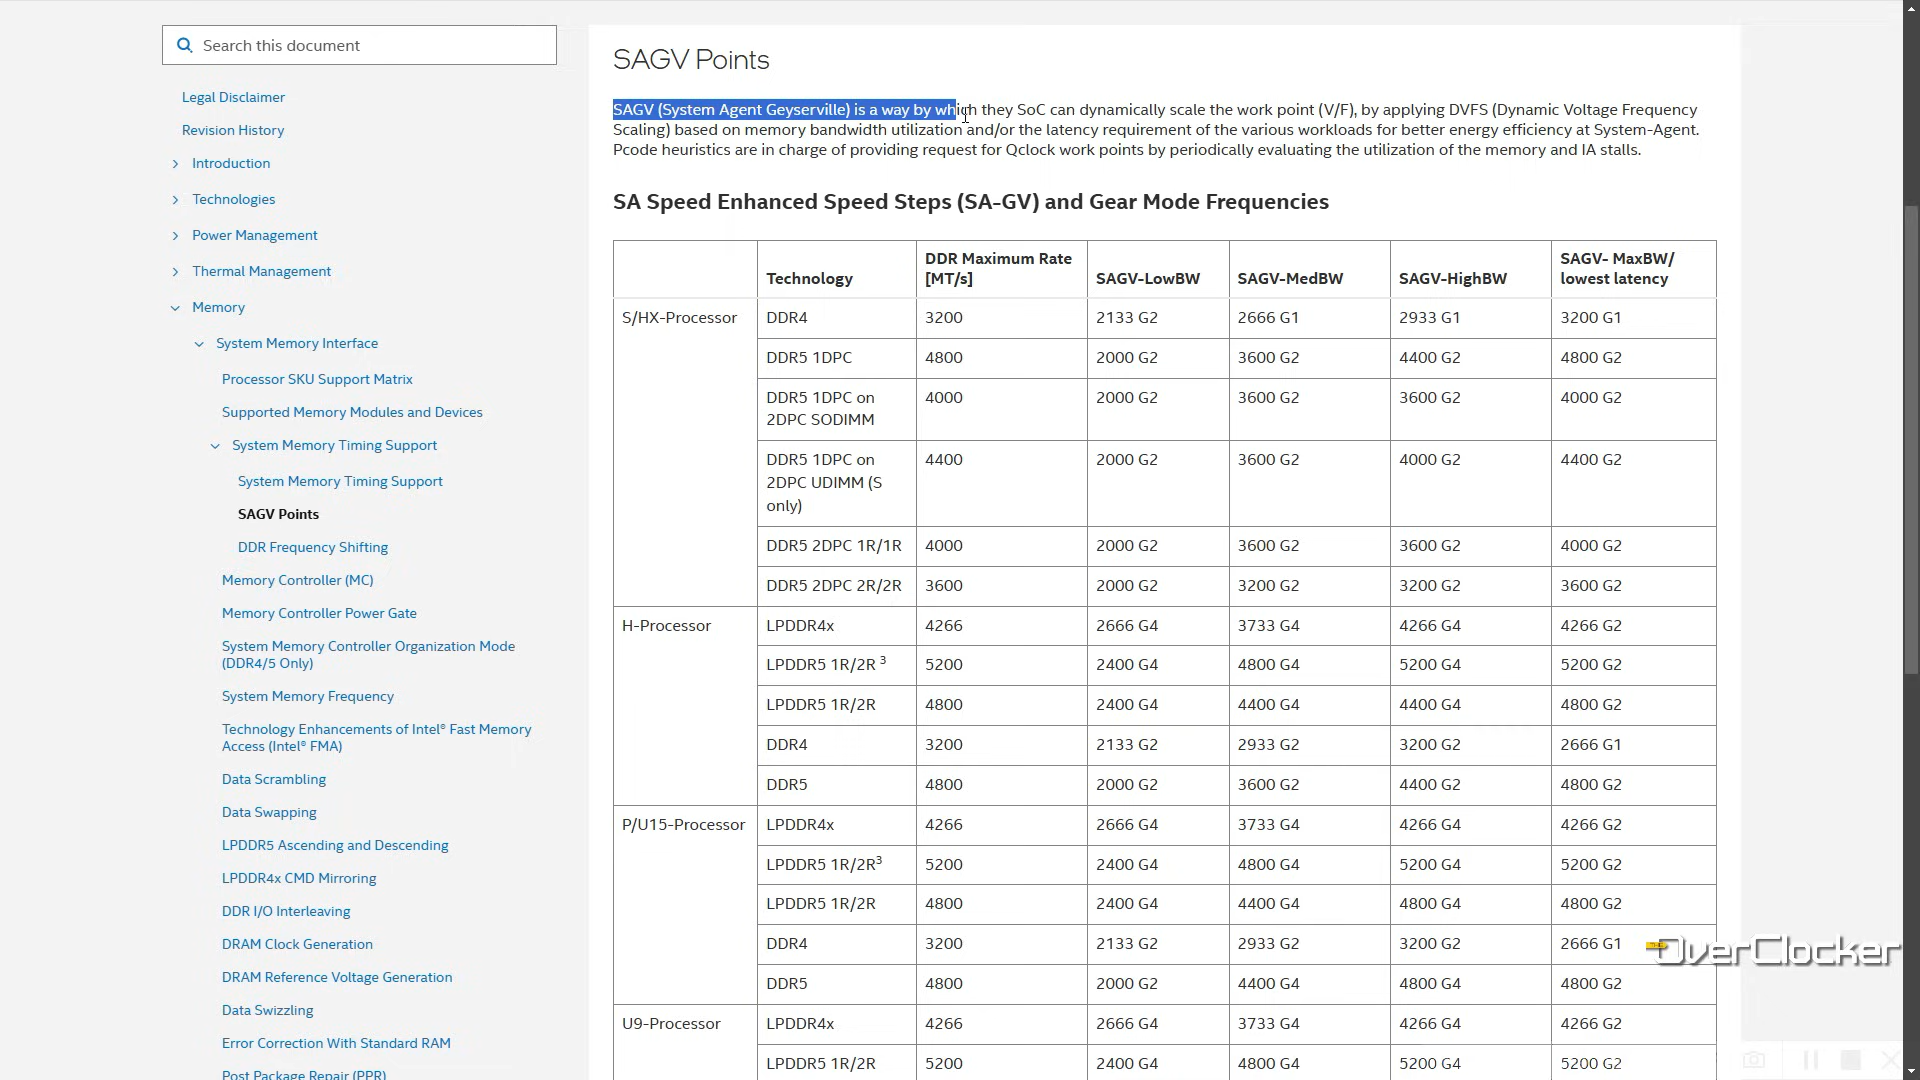 Search this document
Legal Disclaimer
Revision History
Introduction
Technologies
Power Management
Thermal Management
Memory
System Memory Interface
Processor SKU Support Matrix
Supported Memory Modules and Devices
System Memory Timing Support
System Memory Timing Support
SAGV Points
DDR Frequency Shifting
Memory Controller (MC)
Memory Controller Power Gate
System Memory Controller Organization Mode
(DDR4/5 Only)
System Memory Frequency
Technology Enhancements of Intel® Fast Memory
Access (Intel® FMA)
Data Scrambling
Data Swapping
LPDDR5 Ascending and Descending
LPDDR4x CMD Mirroring
DDR I/O Interleaving
DRAM Clock Generation
DRAM Reference Voltage Generation
Data Swizzling
Error Correction With Standard RAM
Post Package Repair (PPR)
SAGV Points
SAGV (System Agent Geyserville) is a way by which they SoC can dynamically scale the work point (V/F), by applying DVFS (Dynamic Voltage Frequency
Scaling) based on memory bandwidth utilization and/or the latency requirement of the various workloads for better energy efficiency at System-Agent.
Pcode heuristics are in charge of providing request for Qclock work points by periodically evaluating the utilization of the memory and IA stalls.
SA Speed Enhanced Speed Steps (SA-GV) and Gear Mode Frequencies
Technology DDR Maximum Rate [MT/s] SAGV-LowBW SAGV-MedBW SAGV-HighBW SAGV- MaxBW/ lowest latency
S/HX-Processor DDR4 3200 2133 G2 2666 G1 2933 G1 3200 G1
DDR5 1DPC 4800 2000 G2 3600 G2 4400 G2 4800 G2
DDR5 1DPC on 2DPC SODIMM 4000 2000 G2 3600 G2 3600 G2 4000 G2
DDR5 1DPC on 2DPC UDIMM (S only) 4400 2000 G2 3600 G2 4000 G2 4400 G2
DDR5 2DPC 1R/1R 4000 2000 G2 3600 G2 3600 G2 4000 G2
DDR5 2DPC 2R/2R 3600 2000 G2 3200 G2 3200 G2 3600 G2
H-Processor LPDDR4x 4266 2666 G4 3733 G4 4266 G4 4266 G2
LPDDR5 1R/2R 3 5200 2400 G4 4800 G4 5200 G4 5200 G2
LPDDR5 1R/2R 4800 2400 G4 4400 G4 4400 G4 4800 G2
DDR4 3200 2133 G2 2933 G2 3200 G2 2666 G1
DDR5 4800 2000 G2 3600 G2 4400 G2 4800 G2
P/U15-Processor LPDDR4x 4266 2666 G4 3733 G4 4266 G4 4266 G2
LPDDR5 1R/2R3 5200 2400 G4 4800 G4 5200 G4 5200 G2
LPDDR5 1R/2R 4800 2400 G4 4400 G4 4800 G4 4800 G2
DDR4 3200 2133 G2 2933 G2 3200 G2 2666 G1
DDR5 4800 2000 G2 4400 G2 4800 G2 4800 G2
U9-Processor LPDDR4x 4266 2666 G4 3733 G4 4266 G4 4266 G2
LPDDR5 1R/2R 5200 2400 G4 4800 G4 5200 G4 5200 G2
THE OverClocker